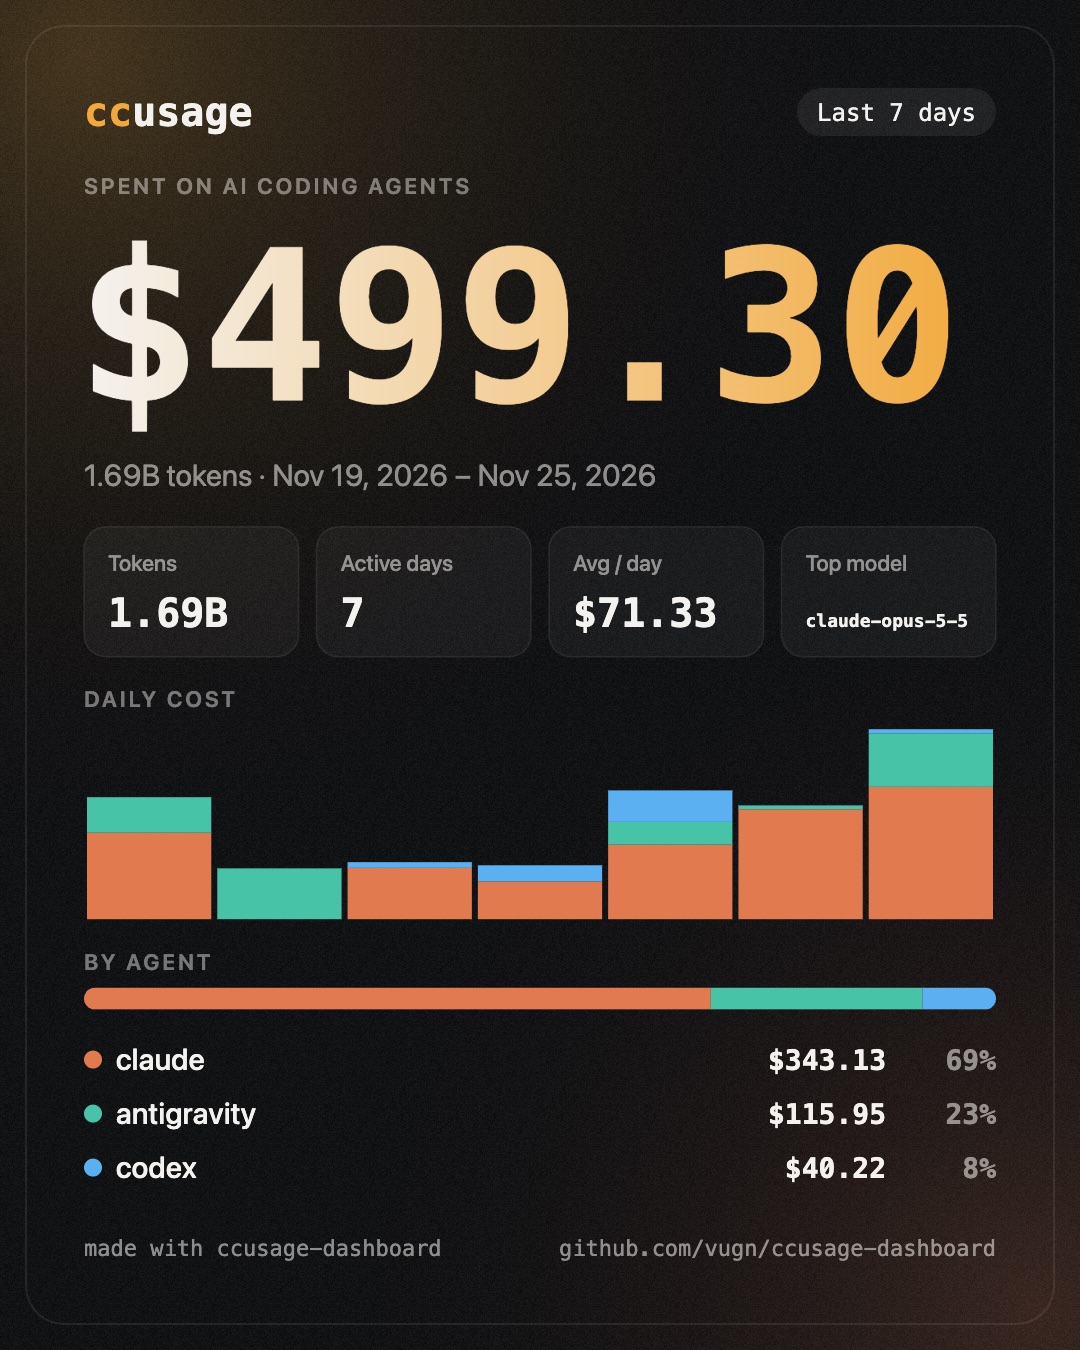 ccusage
Last 7 days
SPENT ON AI CODING AGENTS
$499.30
1.69B tokens · Nov 19, 2026 – Nov 25, 2026
Tokens
1.69B
Active days
7
Avg / day
$71.33
Top model
claude-opus-5-5
DAILY COST
BY AGENT
claude $343.13 69%
antigravity $115.95 23%
codex $40.22 8%
made with ccusage-dashboard
github.com/vugn/ccusage-dashboard